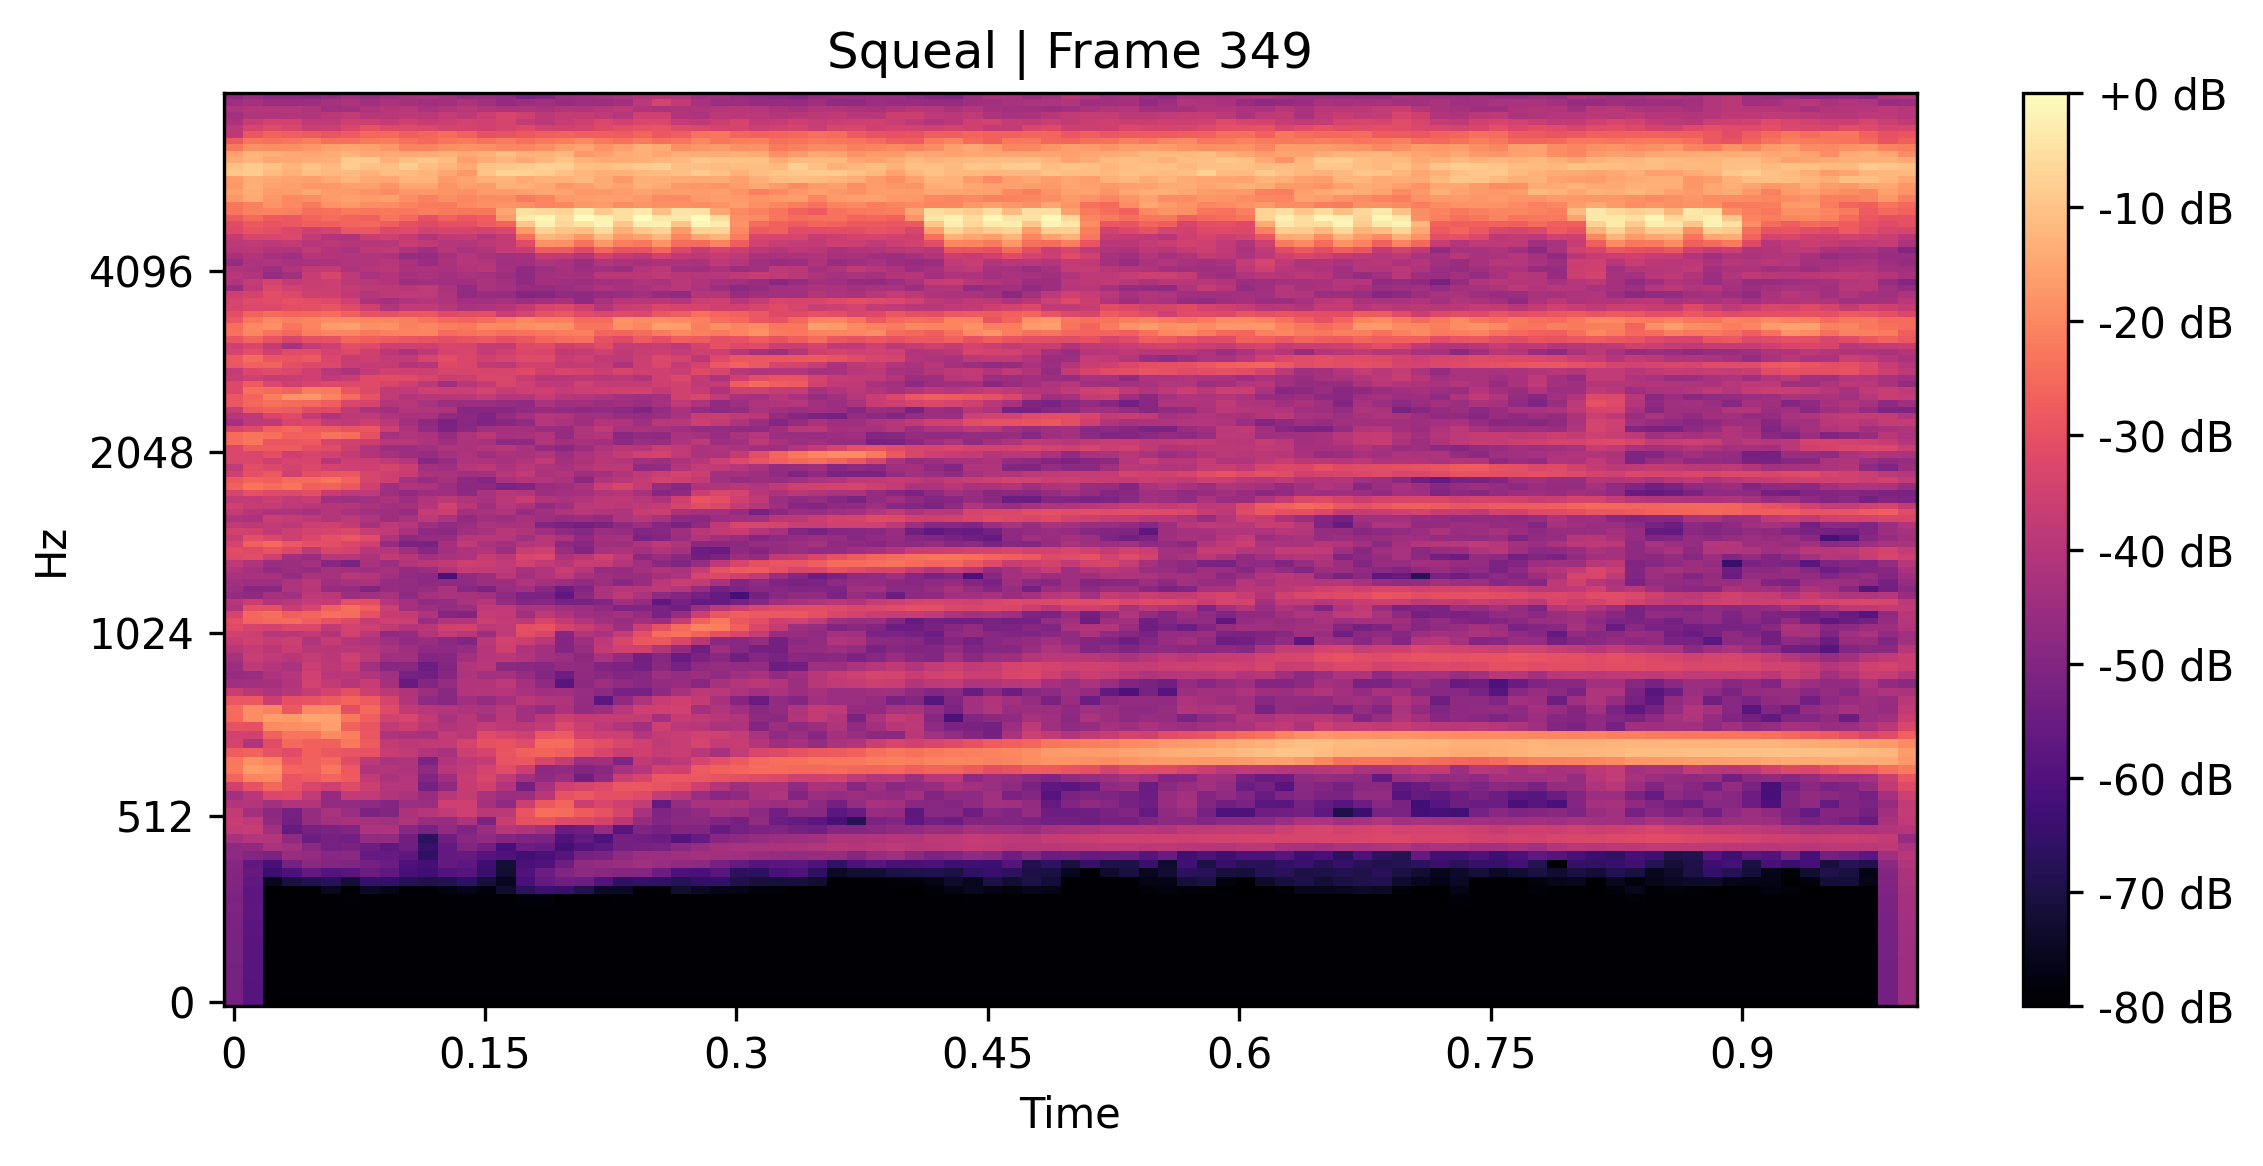 Squeal | Frame 349
Hz
4096
2048
1024
512
0
0 0.15 0.3 0.45 0.6 0.75 0.9
Time
+0 dB
-10 dB
-20 dB
-30 dB
-40 dB
-50 dB
-60 dB
-70 dB
-80 dB